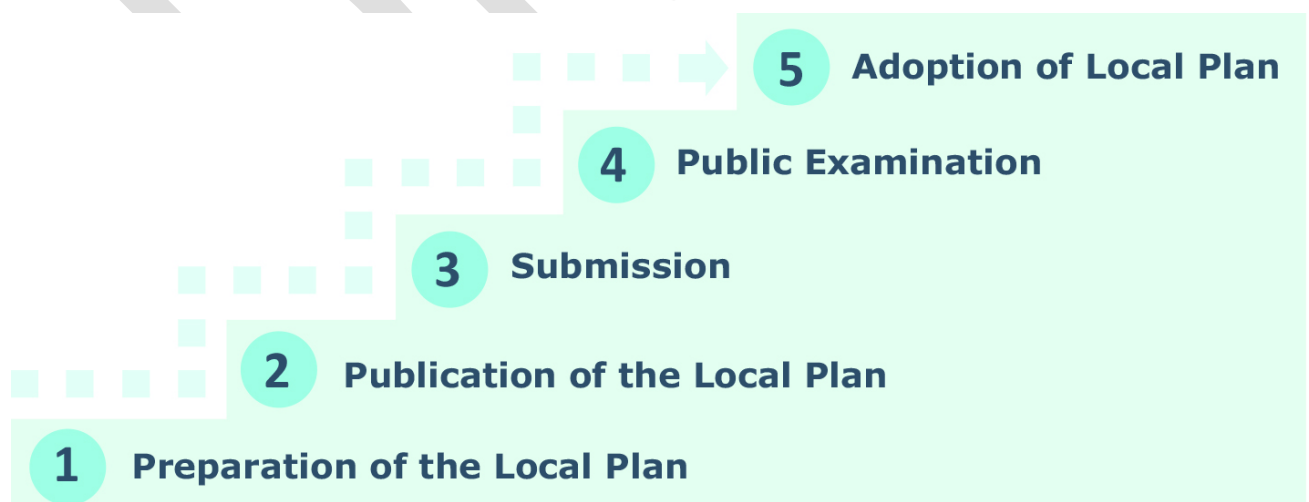 5 Adoption of Local Plan
4 Public Examination
3 Submission
2 Publication of the Local Plan
1 Preparation of the Local Plan